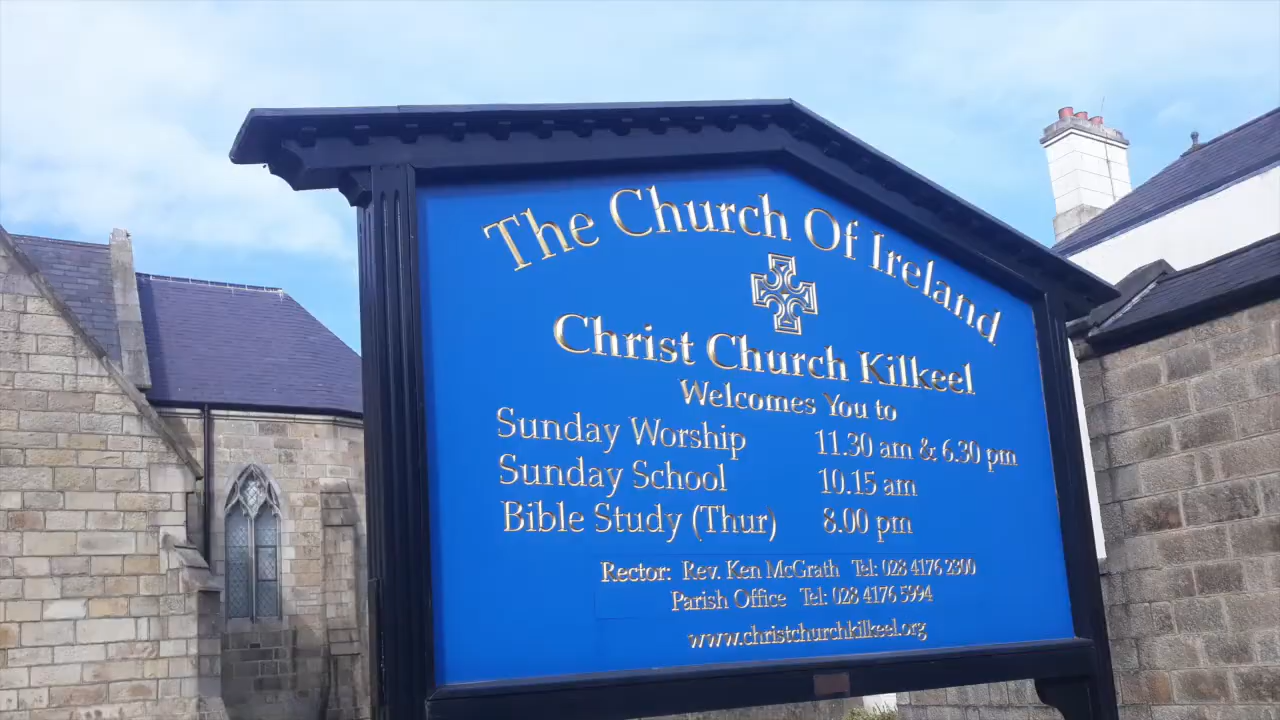 The Church Of Ireland
Christ Church Kilkeel
Welcomes You to
Sunday Worship 11.30 am & 6.30 pm
Sunday School 10.15 am
Bible Study (Thur) 8.00 pm
Rector: Rev. Ken McGrath Tel: 028 4176 2300
Parish Office Tel: 028 4176 5994
www.christchurchkilkeel.org